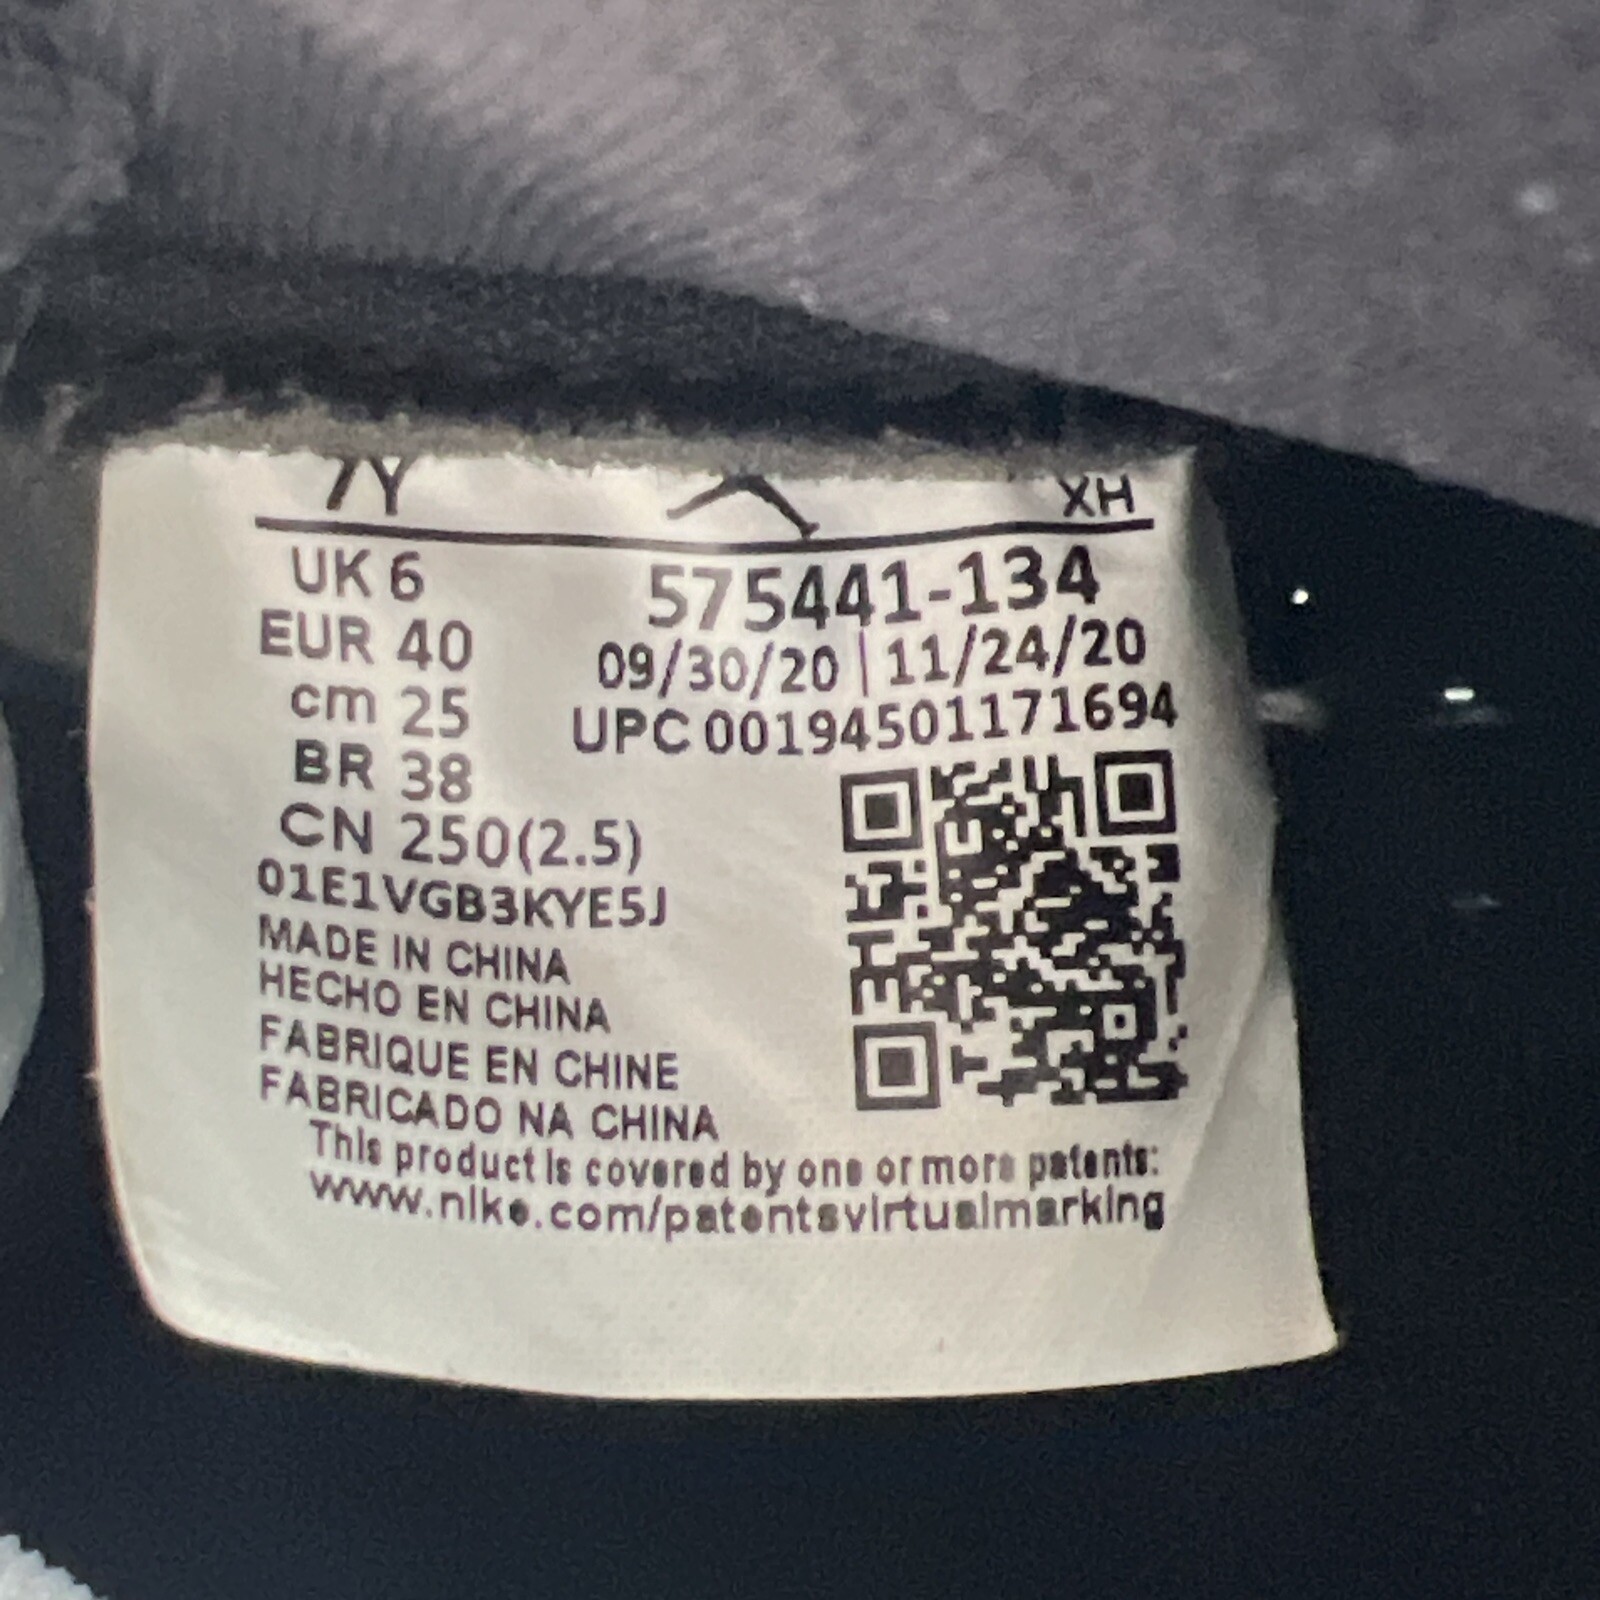 7Y XH
UK 6
575441-134
EUR 40
09/30/20 | 11/24/20
cm 25
UPC 00194501171694
BR 38
CN 250(2.5)
01E1VGB3KYE5J
MADE IN CHINA
HECHO EN CHINA
FABRIQUE EN CHINE
FABRICADO NA CHINA
This product is covered by one or more patents:
www.nike.com/patentsvirtualmarking